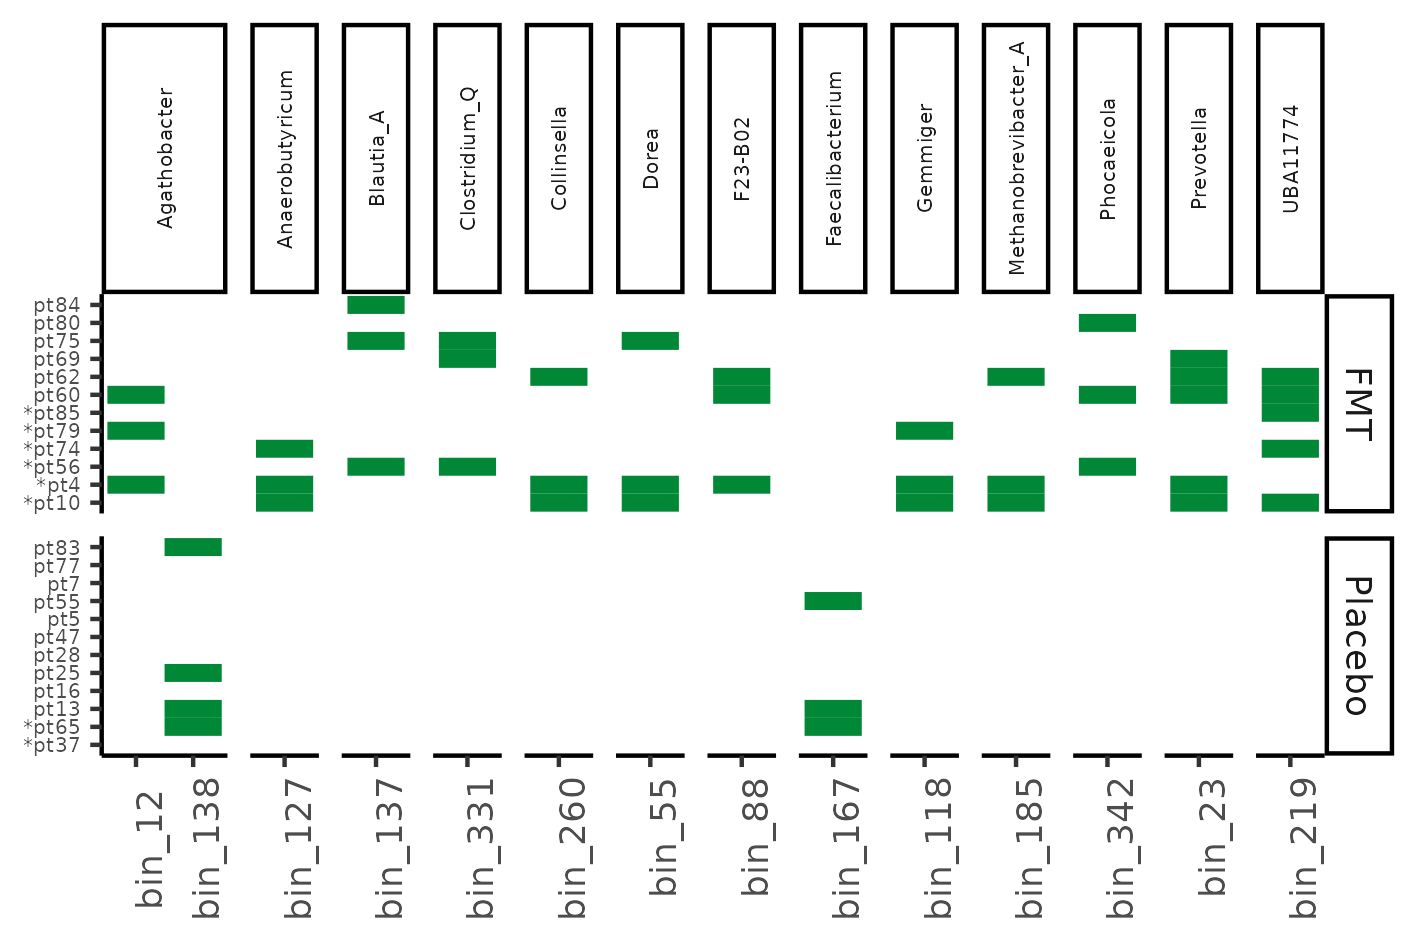 Agathobacter
Anaerobutyricum
Blautia_A
Clostridium_Q
Collinsella
Dorea
F23-B02
Faecalibacterium
Gemmiger
Methanobrevibacter_A
Phocaeicola
Prevotella
UBA11774
pt84
pt80
pt75
pt69
pt62
pt60
*pt85
*pt79
*pt74
*pt56
*pt4
*pt10
FMT
pt83
pt77
pt7
pt55
pt5
pt47
pt28
pt25
pt16
pt13
*pt65
*pt37
Placebo
bin_12
bin_138
bin_127
bin_137
bin_331
bin_260
bin_55
bin_88
bin_167
bin_118
bin_185
bin_342
bin_23
bin_219